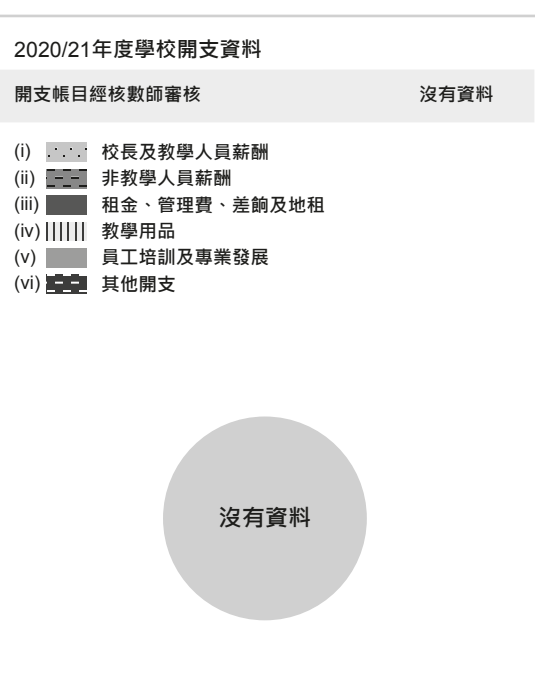 2020/21年度學校開支資料
開支帳目經核數師審核 沒有資料
(i) 校長及教學人員薪酬
(ii) 非教學人員薪酬
(iii) 租金、管理費、差餉及地租
(iv) 教學用品
(v) 員工培訓及專業發展
(vi) 其他開支
沒有資料